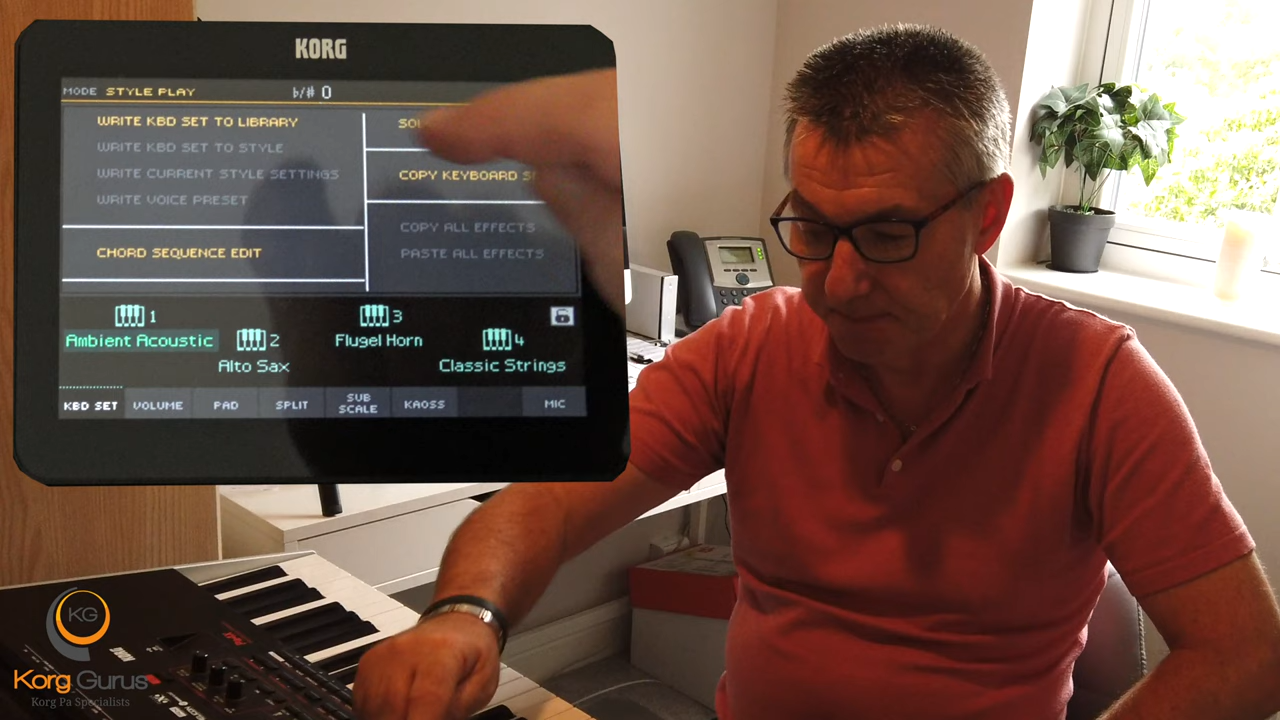 KORG
MODE STYLE PLAY
♭/# 0
WRITE KBD SET TO LIBRARY
WRITE KBD SET TO STYLE
WRITE CURRENT STYLE SETTINGS
WRITE VOICE PRESET
CHORD SEQUENCE EDIT
COPY KEYBOARD
COPY ALL EFFECTS
PASTE ALL EFFECTS
1
Ambient Acoustic
2
Alto Sax
3
Flugel Horn
4
Classic Strings
KBD SET
VOLUME
PAD
SPLIT
SUB
SCALE
KAOSS
MIC
KG
Korg Gurus
Korg Pa Specialists
KORG